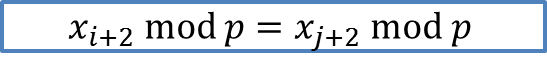 x_{i+2} mod p = x_{j+2} mod p